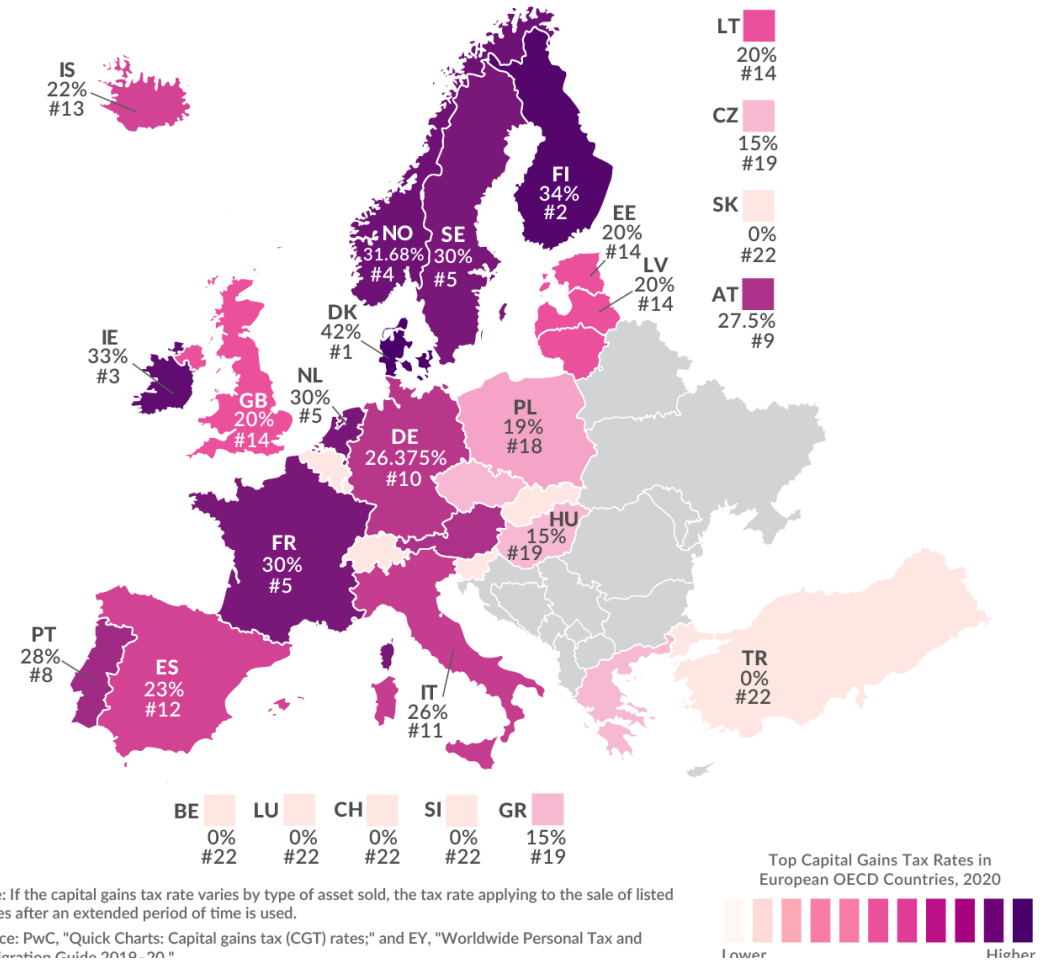 IS
22%
#13
LT
20%
#14
CZ
15%
#19
SK
0%
#22
AT
27.5%
#9
FI
34%
#2
EE
20%
#14
LV
20%
#14
NO
31.68%
#4
SE
30%
#5
DK
42%
#1
IE
33%
#3
NL
30%
#5
GB
20%
#14
DE
26.375%
#10
PL
19%
#18
HU
15%
#19
FR
30%
#5
PT
28%
#8
ES
23%
#12
IT
26%
#11
TR
0%
#22
BE
0%
#22
LU
0%
#22
CH
0%
#22
SI
0%
#22
GR
15%
#19
Top Capital Gains Tax Rates in
European OECD Countries, 2020
Lower
Higher
: If the capital gains tax rate varies by type of asset sold, the tax rate applying to the sale of listed
after an extended period of time is used.
PwC, "Quick Charts: Capital gains tax (CGT) rates;" and EY, "Worldwide Personal Tax and
Guide 2019–20."